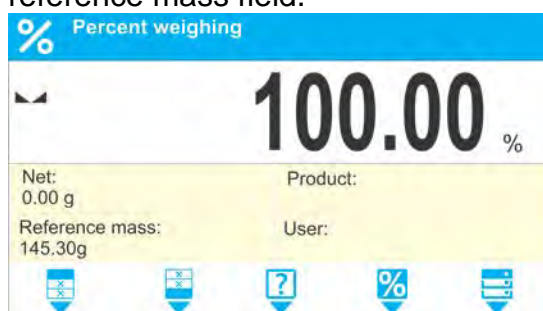 reference mass field.
% Percent weighing
100.00 %
Net:
0.00 g
Product:
Reference mass:
145.30g
User:
? %